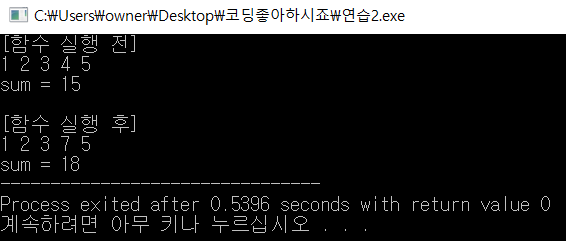 C:₩Users₩owner₩Desktop₩코딩좋아하시죠₩연습2.exe
[함수 실행 전]
1 2 3 4 5
sum = 15
[함수 실행 후]
1 2 3 7 5
sum = 18
--------------------------------
Process exited after 0.5396 seconds with return value 0
계속하려면 아무 키나 누르십시오 . . .